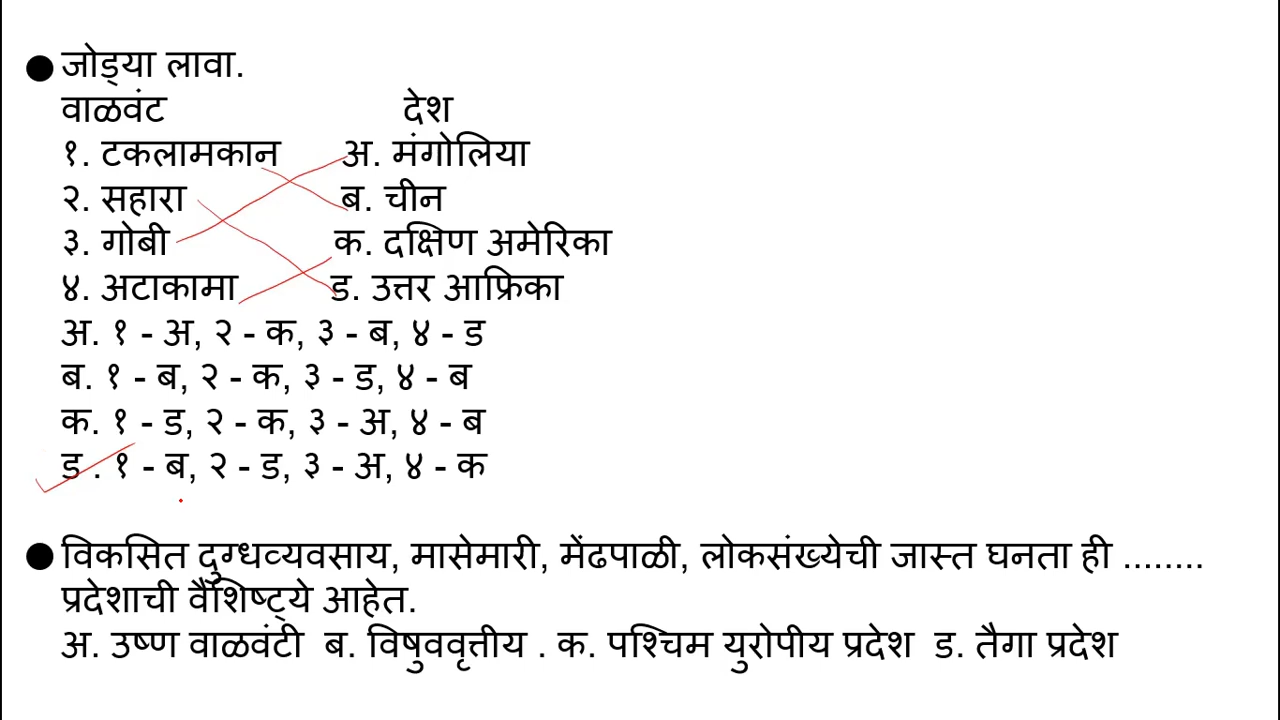 ● जोड्या लावा.
वाळवंट देश
१. टकलामकान अ. मंगोलिया
२. सहारा ब. चीन
३. गोबी क. दक्षिण अमेरिका
४. अटाकामा ड. उत्तर आफ्रिका
अ. १ - अ, २ - क, ३ - ब, ४ - ड
ब. १ - ब, २ - क, ३ - ड, ४ - ब
क. १ - ड, २ - क, ३ - अ, ४ - ब
ड . १ - ब, २ - ड, ३ - अ, ४ - क
● विकसित दुग्धव्यवसाय, मासेमारी, मेंढपाळी, लोकसंख्येची जास्त घनता ही ........
प्रदेशाची वैशिष्ट्ये आहेत.
अ. उष्ण वाळवंटी ब. विषुववृत्तीय . क. पश्चिम युरोपीय प्रदेश ड. तैगा प्रदेश